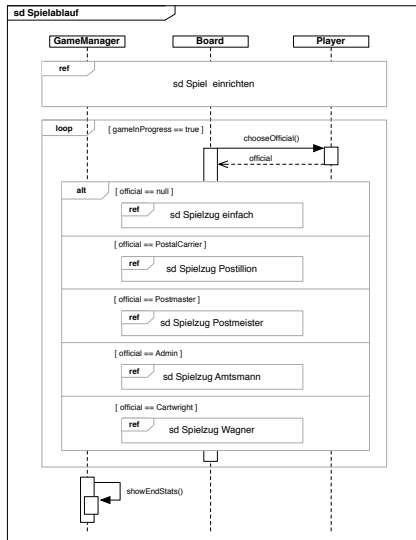 sd Spielablauf
GameManager Board Player
ref
sd Spiel einrichten
loop [ gameInProgress == true]
chooseOfficial()
official
alt [ official == null]
ref sd Spielzug einfach
[ official == PostalCarrier]
ref sd Spielzug Postillion
[ official == Postmaster]
ref sd Spielzug Postmeister
[ official == Admin]
ref sd Spielzug Amtsmann
[ official == Cartwright]
ref sd Spielzug Wagner
showEndStats()